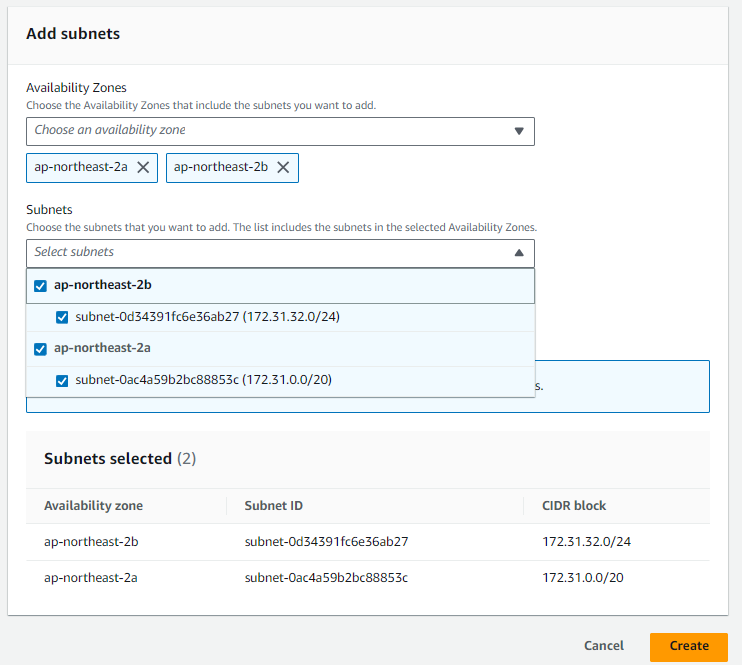 Add subnets
Availability Zones
Choose the Availability Zones that include the subnets you want to add.
Choose an availability zone
ap-northeast-2a ap-northeast-2b
Subnets
Choose the subnets that you want to add. The list includes the subnets in the selected Availability Zones.
Select subnets
ap-northeast-2b
subnet-0d34391fc6e36ab27 (172.31.32.0/24)
ap-northeast-2a
subnet-0ac4a59b2bc88853c (172.31.0.0/20)
s.
Subnets selected (2)
Availability zone Subnet ID CIDR block
ap-northeast-2b subnet-0d34391fc6e36ab27 172.31.32.0/24
ap-northeast-2a subnet-0ac4a59b2bc88853c 172.31.0.0/20
Cancel Create